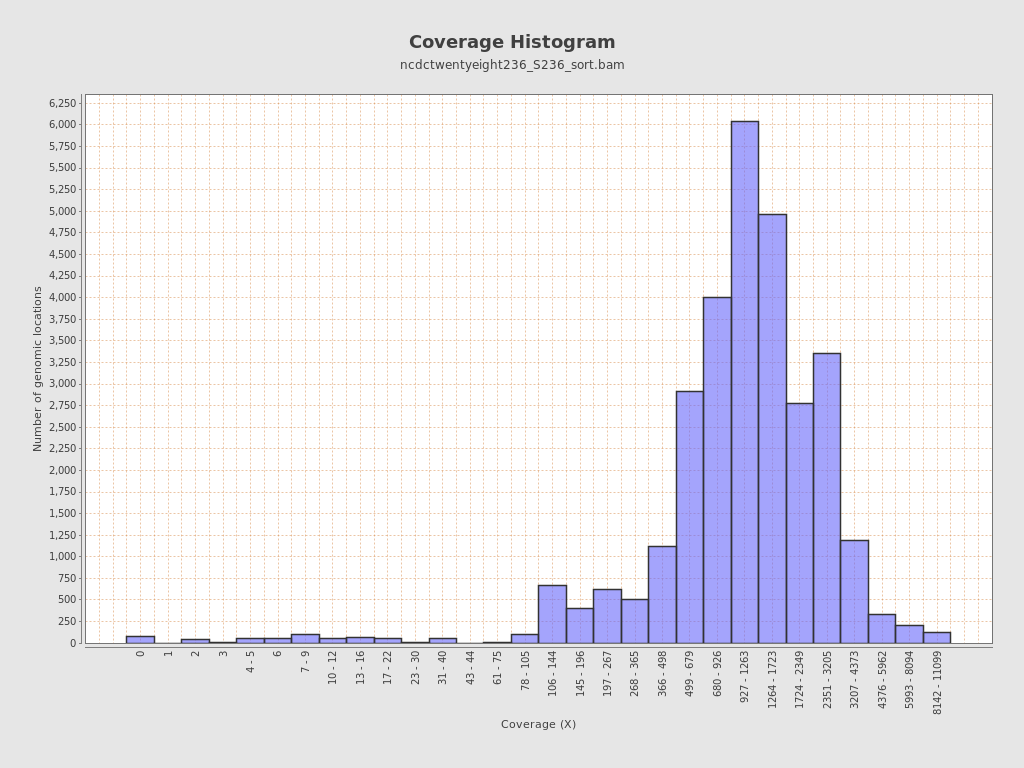 Coverage Histogram
ncdctwentyeight236_S236_sort.bam
Number of genomic locations
6,250
6,000
5,750
5,500
5,250
5,000
4,750
4,500
4,250
4,000
3,750
3,500
3,250
3,000
2,750
2,500
2,250
2,000
1,750
1,500
1,250
1,000
750
500
250
0
0
1
2
3
4 - 5
6
7 - 9
10 - 12
13 - 16
17 - 22
23 - 30
31 - 40
43 - 44
61 - 75
78 - 105
106 - 144
145 - 196
197 - 267
268 - 365
366 - 498
499 - 679
680 - 926
927 - 1263
1264 - 1723
1724 - 2349
2351 - 3205
3207 - 4373
4376 - 5962
5993 - 8094
8142 - 11099
Coverage (X)